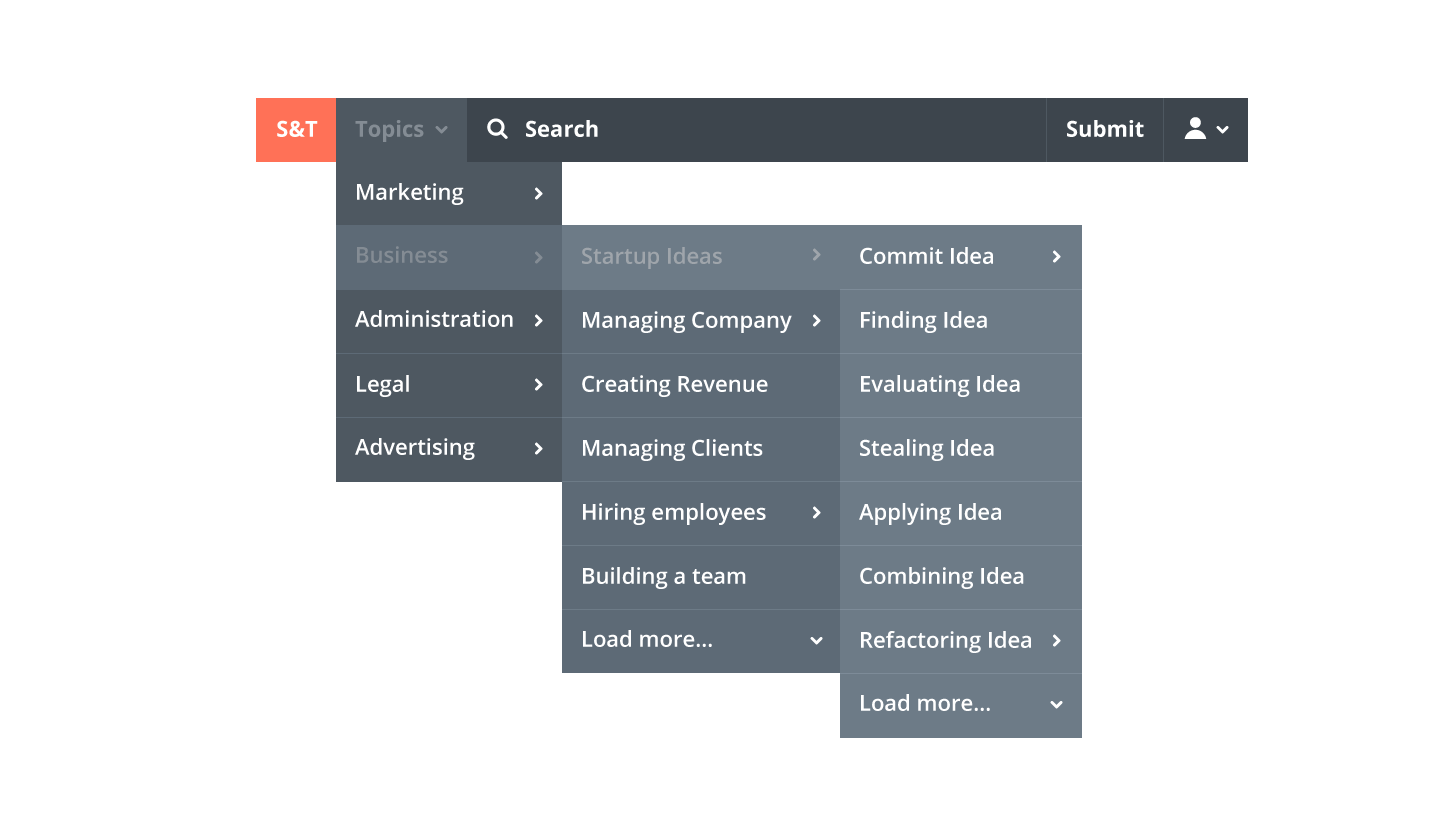 S&T
Topics
Search
Submit
Marketing
Business
Administration
Legal
Advertising
Startup Ideas
Managing Company
Creating Revenue
Managing Clients
Hiring employees
Building a team
Load more...
Commit Idea
Finding Idea
Evaluating Idea
Stealing Idea
Applying Idea
Combining Idea
Refactoring Idea
Load more...